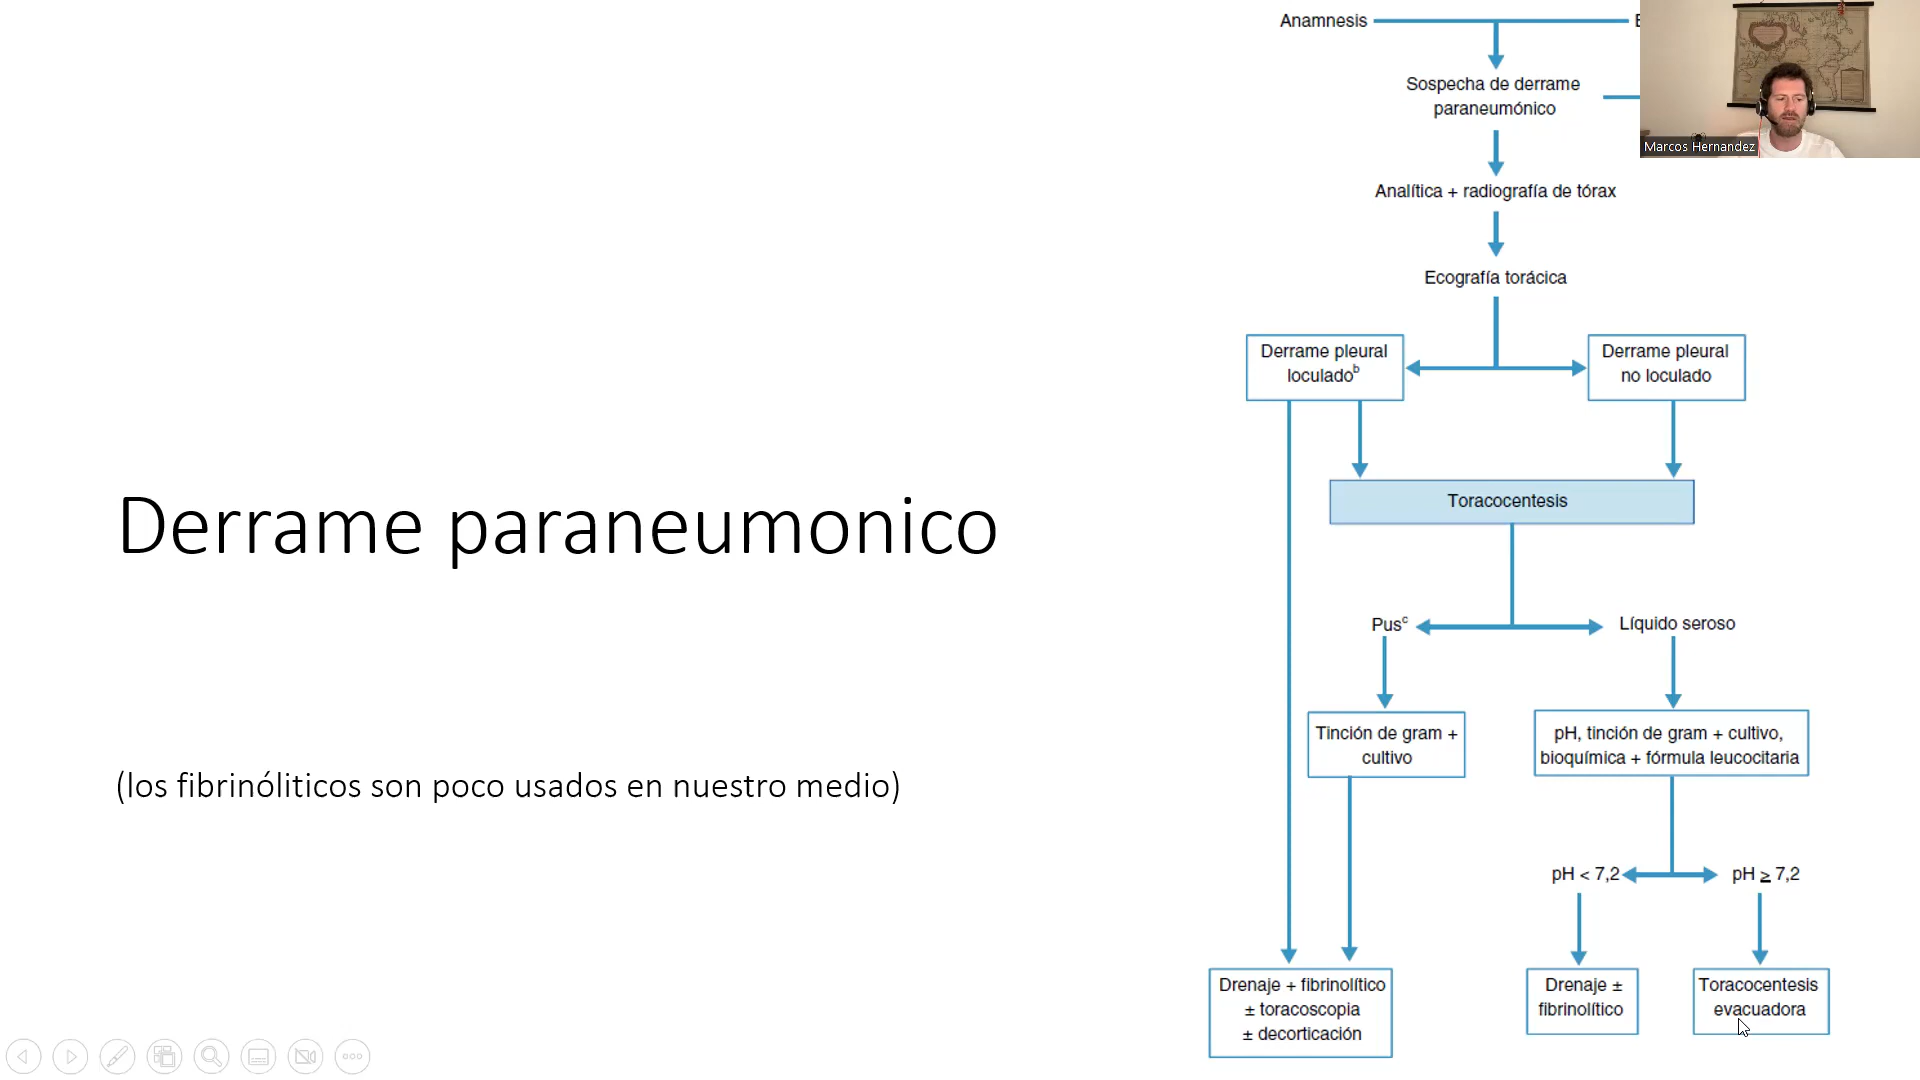 Anamnesis
E
Marcos Hernandez
Sospecha de derrame
paraneumónico
Analítica + radiografía de tórax
Ecografía torácica
Derrame pleural
loculadoᵇ
Derrame pleural
no loculado
Toracocentesis
Derrame paraneumonico
Pusᶜ
Líquido seroso
Tinción de gram +
cultivo
pH, tinción de gram + cultivo,
bioquímica + fórmula leucocitaria
(los fibrinóliticos son poco usados en nuestro medio)
pH < 7,2
pH ≥ 7,2
Drenaje + fibrinolítico
± toracoscopia
± decorticación
Drenaje ±
fibrinolítico
Toracocentesis
evacuadora